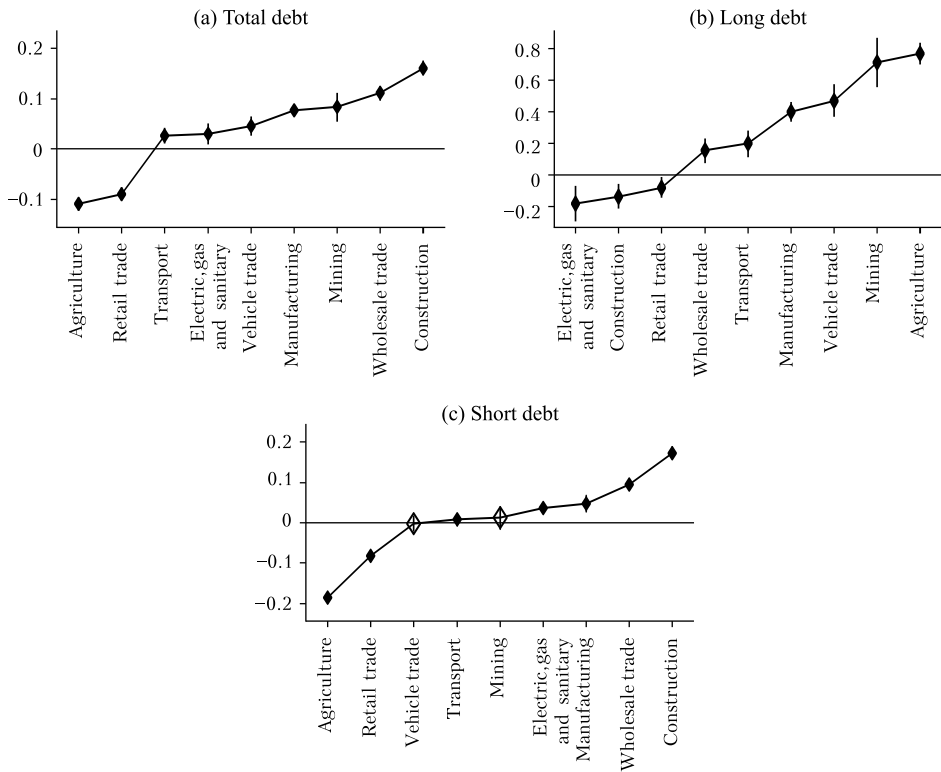 (a) Total debt
0.2
0.1
0
−0.1
Agriculture
Retail trade
Transport
Electric,gas
and sanitary
Vehicle trade
Manufacturing
Mining
Wholesale trade
Construction
(b) Long debt
0.8
0.6
0.4
0.2
0
−0.2
Electric,gas
and sanitary
Construction
Retail trade
Wholesale trade
Transport
Manufacturing
Vehicle trade
Mining
Agriculture
(c) Short debt
0.2
0.1
0
−0.1
−0.2
Agriculture
Retail trade
Vehicle trade
Transport
Mining
Electric,gas
and sanitary
Manufacturing
Wholesale trade
Construction